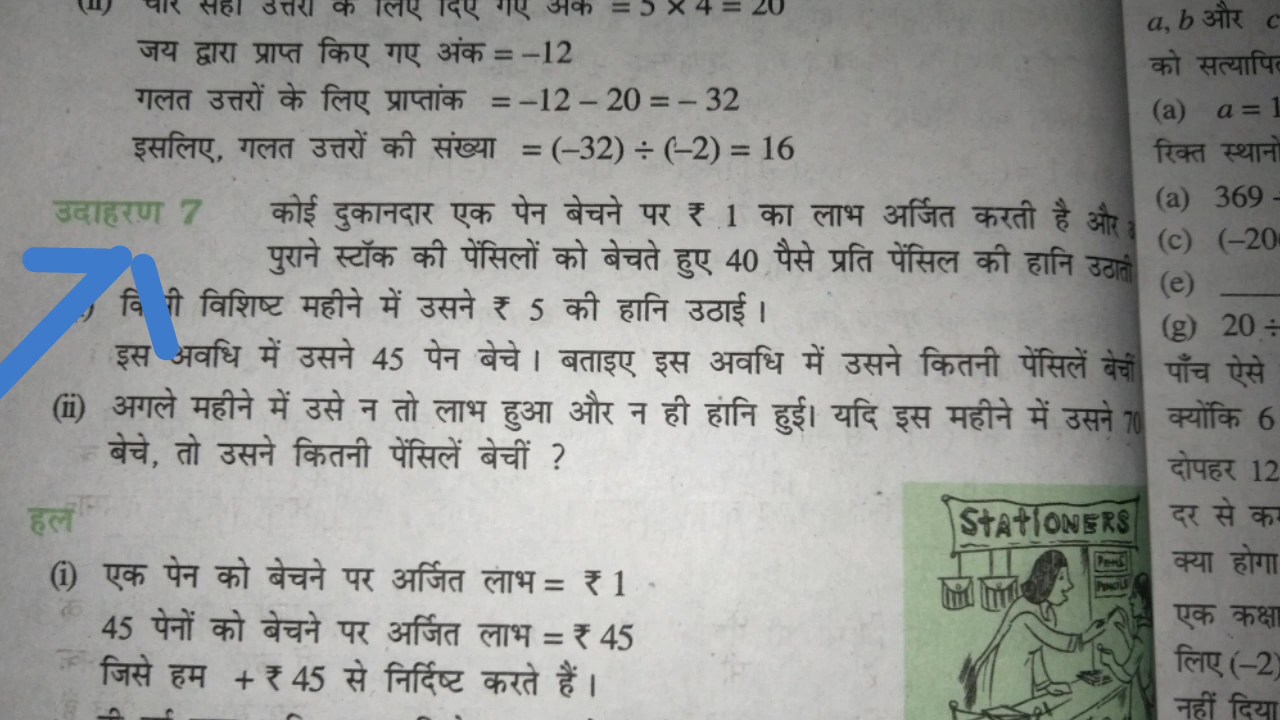 (ii) चार सही उत्तरों के लिए दिए गए अंक = 5 × 4 = 20
जय द्वारा प्राप्त किए गए अंक = –12
गलत उत्तरों के लिए प्राप्तांक = –12 – 20 = – 32
इसलिए, गलत उत्तरों की संख्या = (–32) ÷ (–2) = 16
उदाहरण 7 कोई दुकानदार एक पेन बेचने पर ₹ 1 का लाभ अर्जित करती है और
पुराने स्टॉक की पेंसिलों को बेचते हुए 40 पैसे प्रति पेंसिल की हानि उठाती
विशिष्ट महीने में उसने ₹ 5 की हानि उठाई।
इस अवधि में उसने 45 पेन बेचे। बताइए इस अवधि में उसने कितनी पेंसिलें बेचीं
(ii) अगले महीने में उसे न तो लाभ हुआ और न ही हानि हुई। यदि इस महीने में उसने 70
बेचे, तो उसने कितनी पेंसिलें बेचीं ?
हल
(i) एक पेन को बेचने पर अर्जित लाभ = ₹ 1
45 पेनों को बेचने पर अर्जित लाभ = ₹ 45
जिसे हम + ₹ 45 से निर्दिष्ट करते हैं।
STATIONERS
PENS
PENCILS
a, b और c
को सत्यापित
(a) a = 1
रिक्त स्थानों
(a) 369
(c) (–20
(e)
(g) 20 ÷
पाँच ऐसे
क्योंकि 6
दोपहर 12
दर से कम
क्या होगा
एक कक्षा
लिए (–2)
नहीं दिया